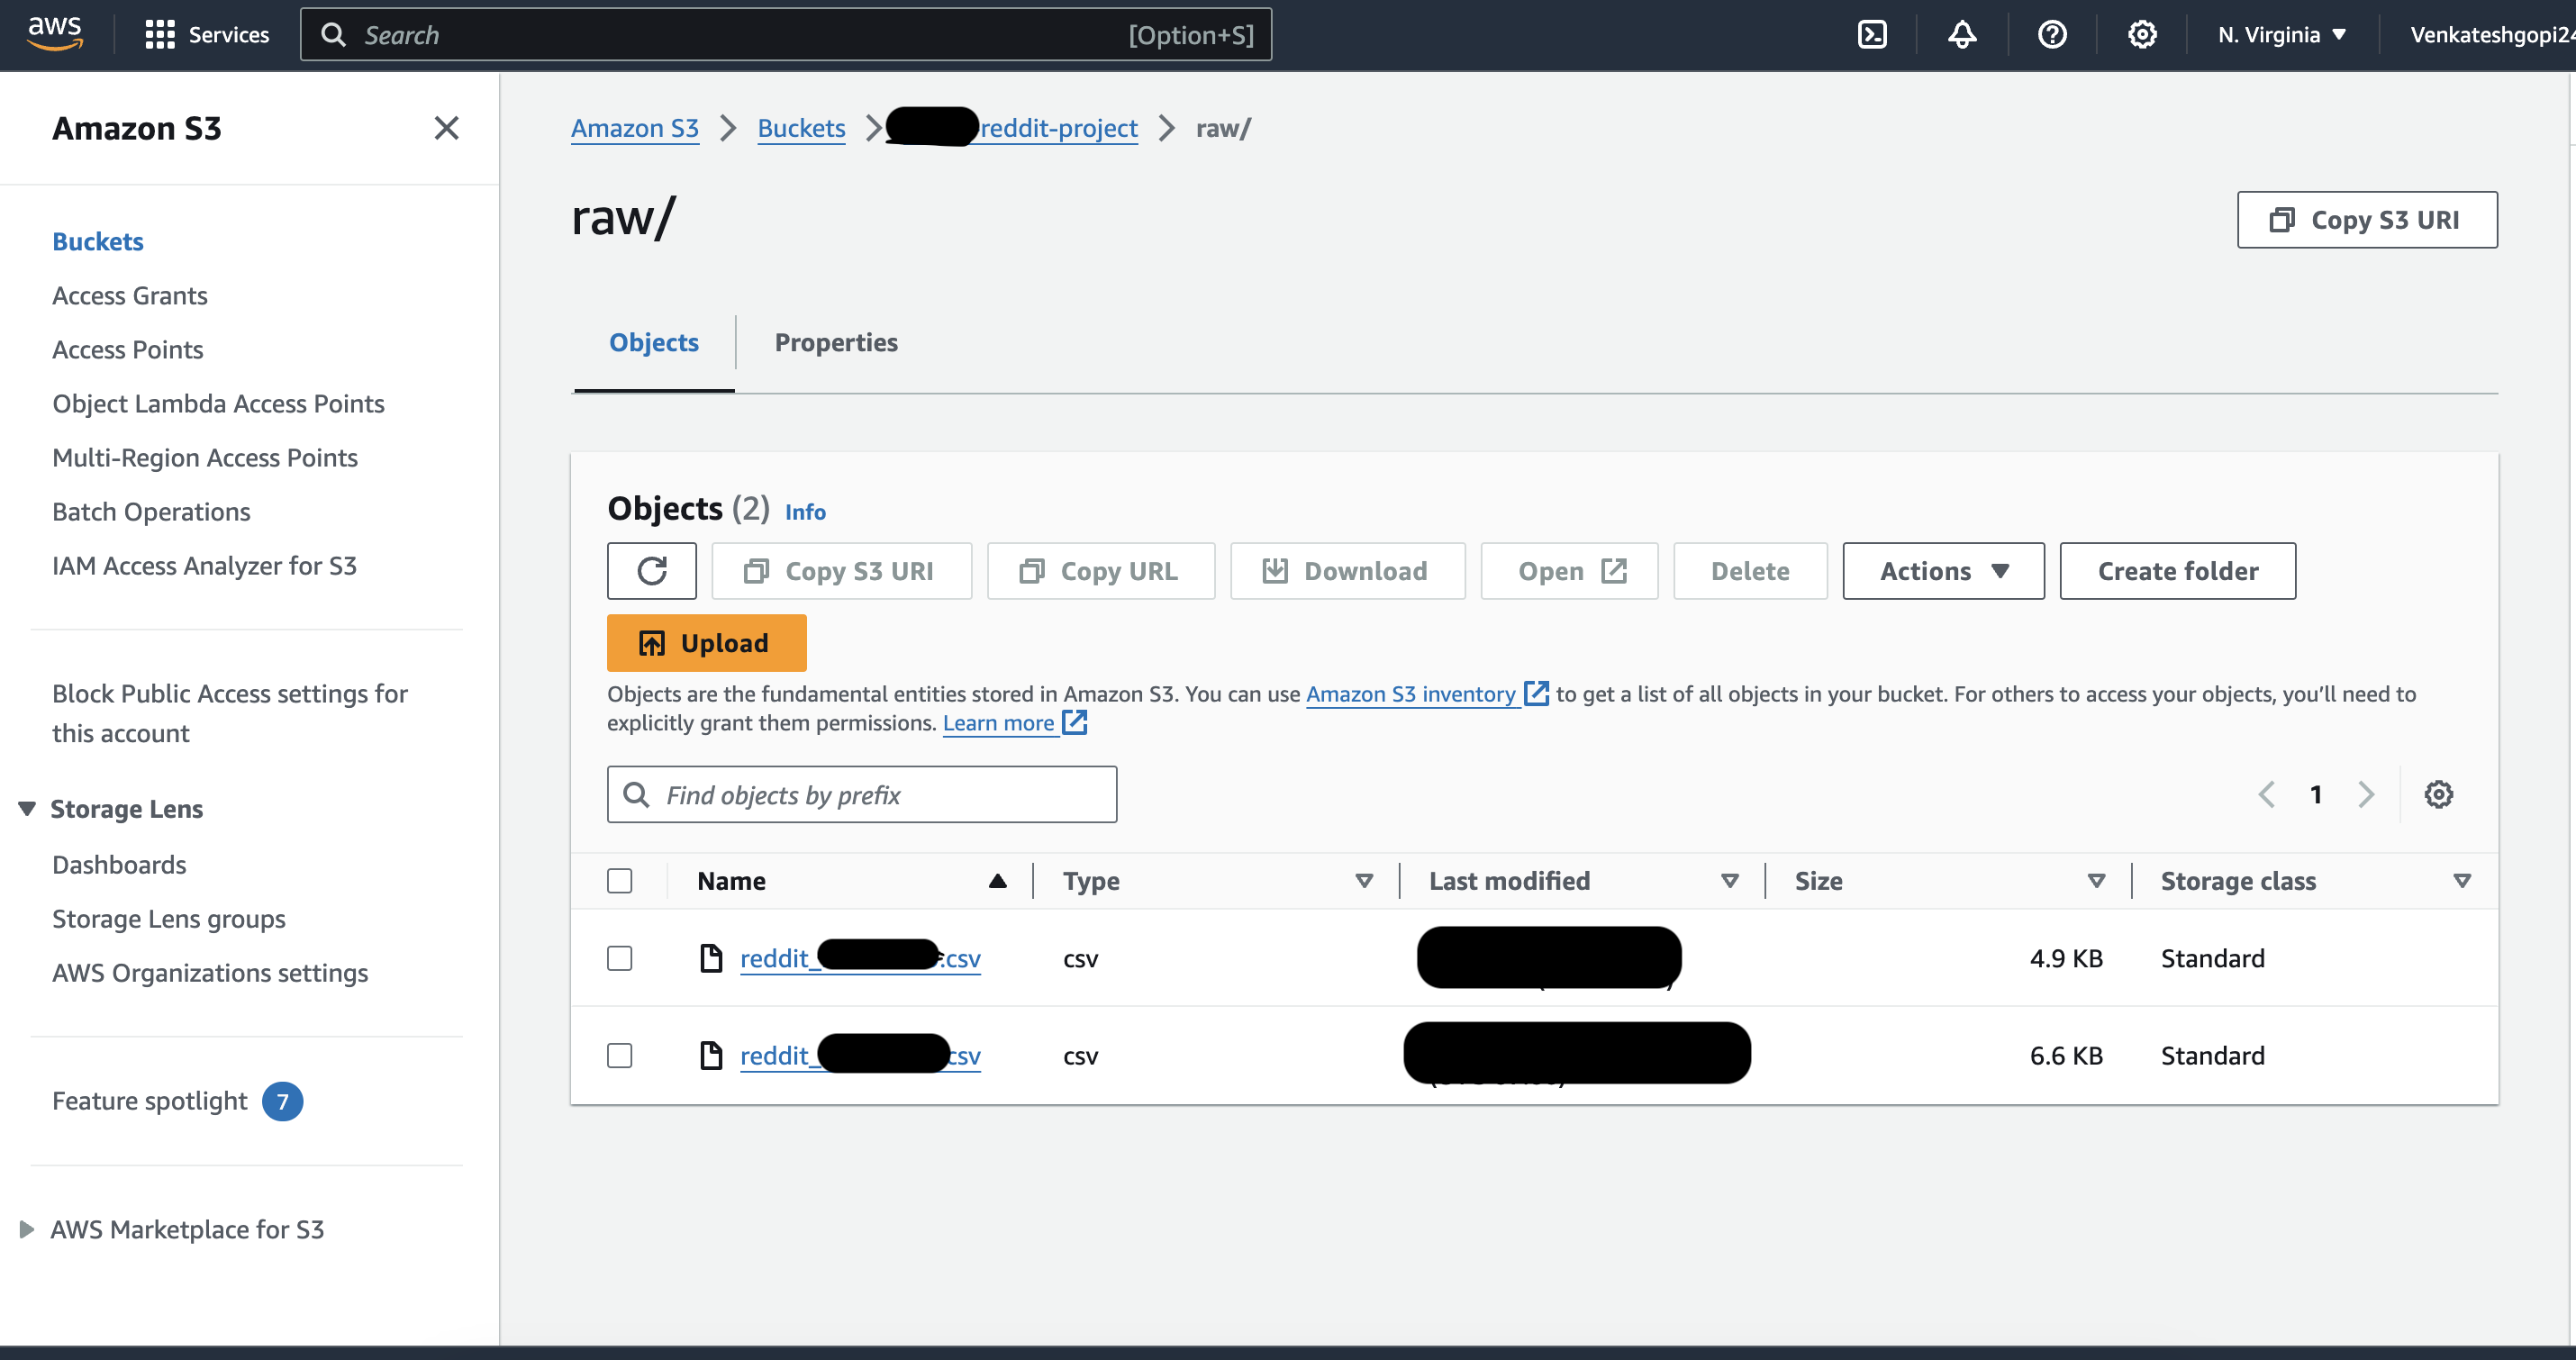 aws Services Search [Option+S] N. Virginia Venkateshgopi24
Amazon S3
Buckets
Access Grants
Access Points
Object Lambda Access Points
Multi-Region Access Points
Batch Operations
IAM Access Analyzer for S3
Block Public Access settings for
this account
Storage Lens
Dashboards
Storage Lens groups
AWS Organizations settings
Feature spotlight 7
AWS Marketplace for S3
Amazon S3 Buckets reddit-project raw/
raw/
Copy S3 URI
Objects Properties
Objects (2) Info
Copy S3 URI Copy URL Download Open Delete Actions Create folder
Upload
Objects are the fundamental entities stored in Amazon S3. You can use Amazon S3 inventory to get a list of all objects in your bucket. For others to access your objects, you’ll need to
explicitly grant them permissions. Learn more
Find objects by prefix 1
Name Type Last modified Size Storage class
reddit_ .csv csv 4.9 KB Standard
reddit_ csv csv 6.6 KB Standard